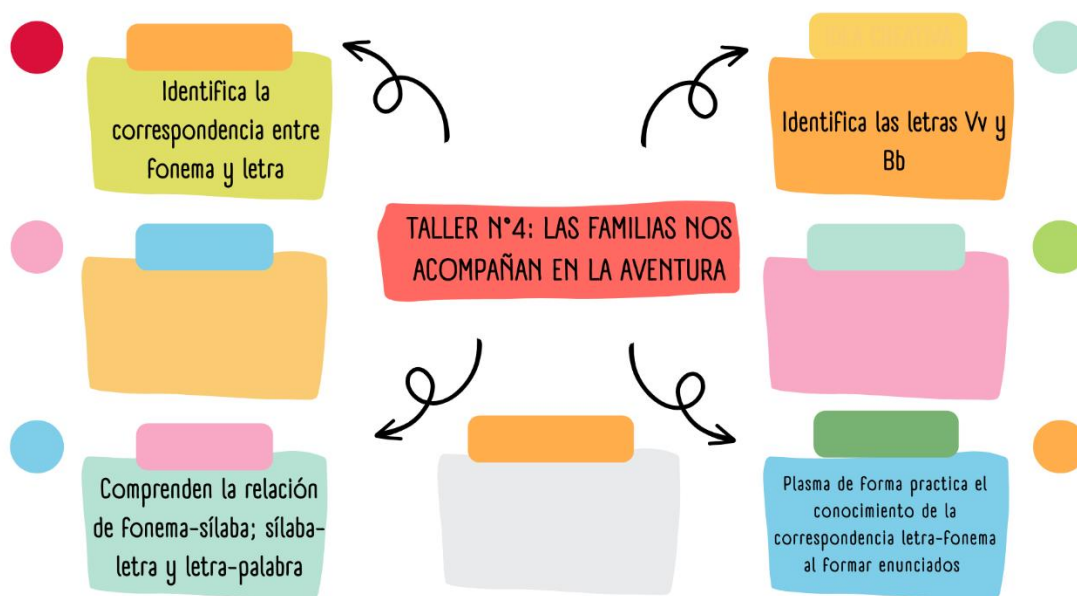 Identifica la
correspondencia entre
fonema y letra
Identifica las letras Vv y
Bb
TALLER N°4: LAS FAMILIAS NOS
ACOMPAÑAN EN LA AVENTURA
Comprenden la relación
de fonema-sílaba; sílaba-
letra y letra-palabra
Plasma de forma practica el
conocimiento de la
correspondencia letra-fonema
al formar enunciados